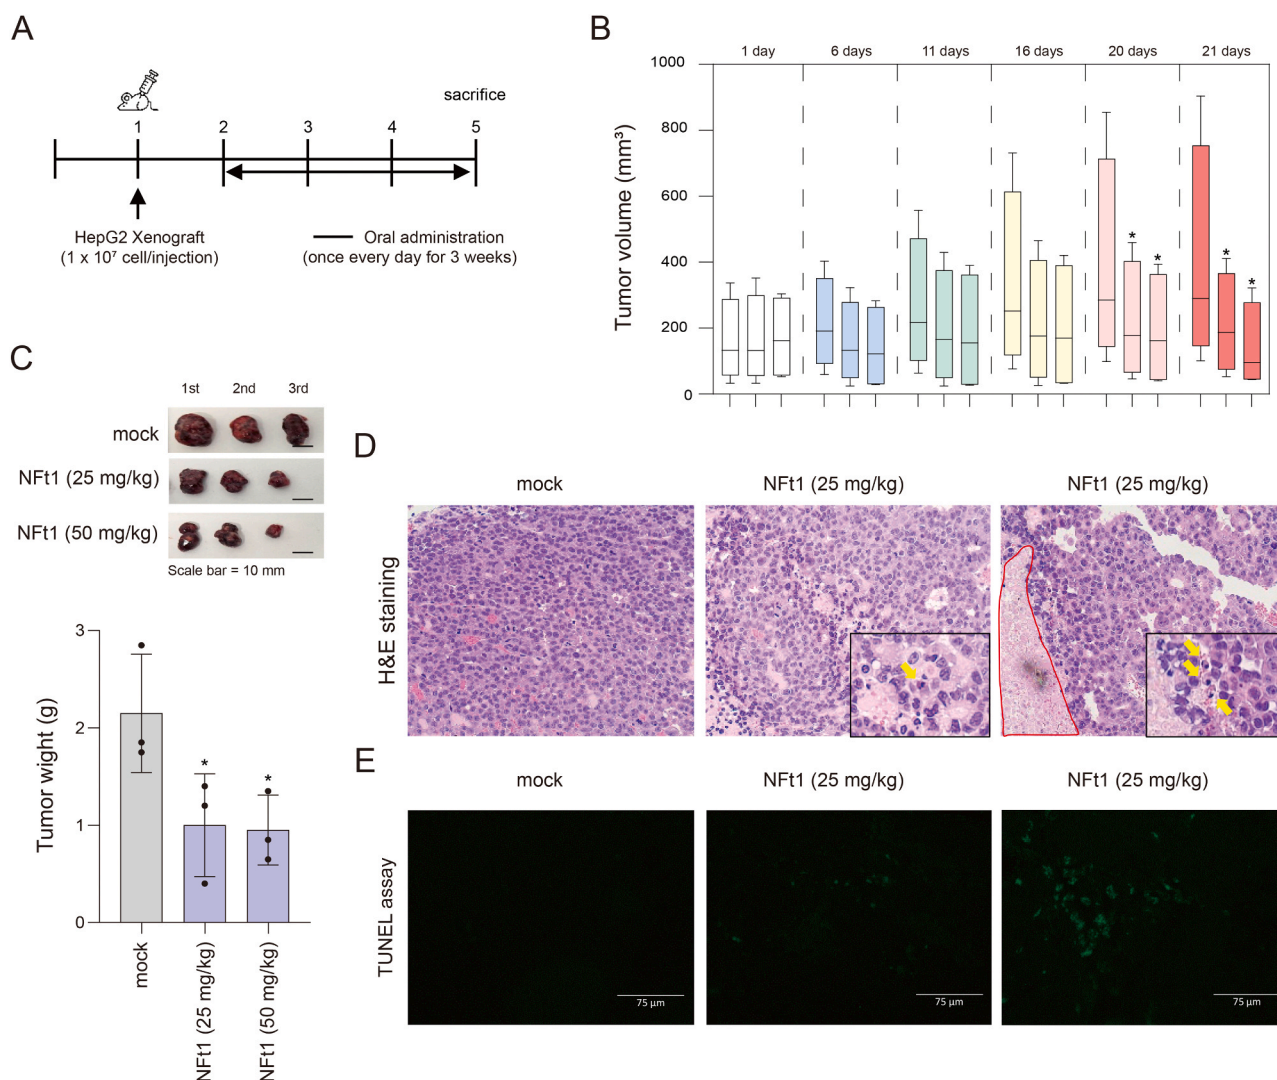 A
sacrifice
1 2 3 4 5
HepG2 Xenograft
(1 x 10⁷ cell/injection)
Oral administration
(once every day for 3 weeks)
B
1 day 6 days 11 days 16 days 20 days 21 days
Tumor volume (mm³)
1000
800
600
400
200
0
* *
* *
C
1st 2nd 3rd
mock
NFt1 (25 mg/kg)
NFt1 (50 mg/kg)
Scale bar = 10 mm
Tumor wight (g)
3
2
1
0
* *
mock
NFt1 (25 mg/kg)
NFt1 (50 mg/kg)
D
mock NFt1 (25 mg/kg) NFt1 (25 mg/kg)
H&E staining
E
mock NFt1 (25 mg/kg) NFt1 (25 mg/kg)
TUNEL assay
75 μm 75 μm 75 μm